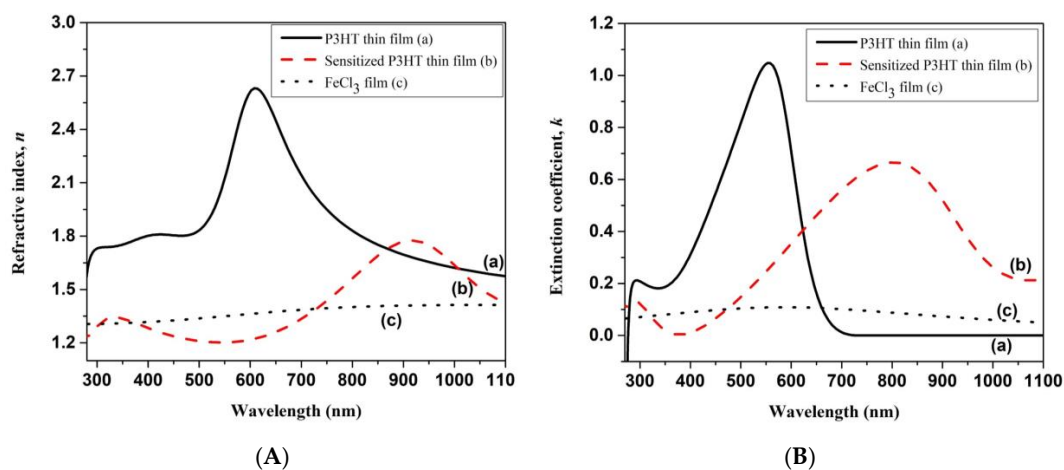 3.0
2.7
2.4
2.1
1.8
1.5
1.2
Refractive index, n
P3HT thin film (a)
Sensitized P3HT thin film (b)
FeCl3 film (c)
(a)
(b)
(c)
300 400 500 600 700 800 900 1000 110
Wavelength (nm)
(A)
1.2
1.0
0.8
0.6
0.4
0.2
0.0
Extinction coefficient, k
P3HT thin film (a)
Sensitized P3HT thin film (b)
FeCl3 film (c)
(b)
(c)
(a)
300 400 500 600 700 800 900 1000 1100
Wavelength (nm)
(B)